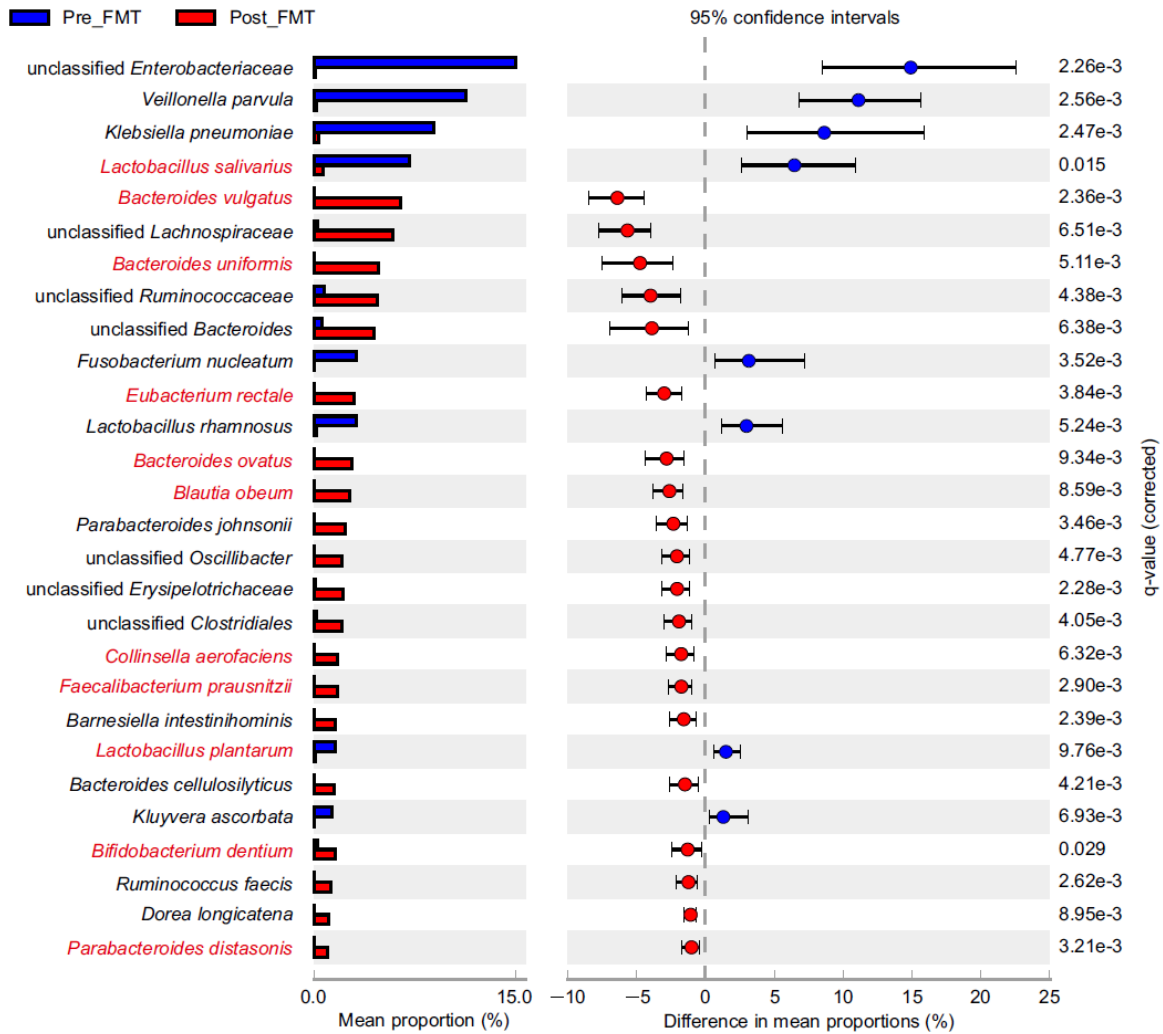 Pre_FMT Post_FMT 95% confidence intervals
unclassified Enterobacteriaceae 2.26e-3
Veillonella parvula 2.56e-3
Klebsiella pneumoniae 2.47e-3
Lactobacillus salivarius 0.015
Bacteroides vulgatus 2.36e-3
unclassified Lachnospiraceae 6.51e-3
Bacteroides uniformis 5.11e-3
unclassified Ruminococcaceae 4.38e-3
unclassified Bacteroides 6.38e-3
Fusobacterium nucleatum 3.52e-3
Eubacterium rectale 3.84e-3
Lactobacillus rhamnosus 5.24e-3
Bacteroides ovatus 9.34e-3
Blautia obeum 8.59e-3
Parabacteroides johnsonii 3.46e-3
unclassified Oscillibacter 4.77e-3
unclassified Erysipelotrichaceae 2.28e-3
unclassified Clostridiales 4.05e-3
Collinsella aerofaciens 6.32e-3
Faecalibacterium prausnitzii 2.90e-3
Barnesiella intestinihominis 2.39e-3
Lactobacillus plantarum 9.76e-3
Bacteroides cellulosilyticus 4.21e-3
Kluyvera ascorbata 6.93e-3
Bifidobacterium dentium 0.029
Ruminococcus faecis 2.62e-3
Dorea longicatena 8.95e-3
Parabacteroides distasonis 3.21e-3
q-value (corrected)
0.0 15.0 −10 −5 0 5 10 15 20 25
Mean proportion (%) Difference in mean proportions (%)